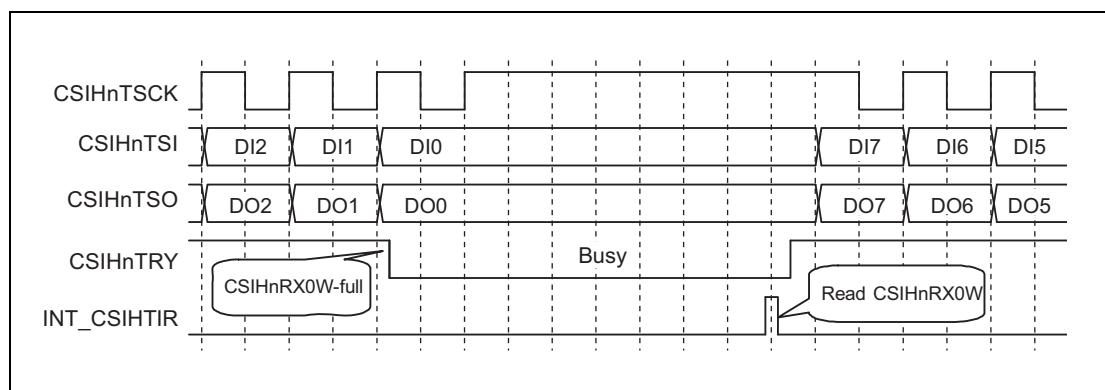 CSIHnTSCK
CSIHnTSI DI2 DI1 DI0 DI7 DI6 DI5
CSIHnTSO DO2 DO1 DO0 DO7 DO6 DO5
CSIHnTRY Busy
CSIHnRX0W-full Read CSIHnRX0W
INT_CSIHTIR